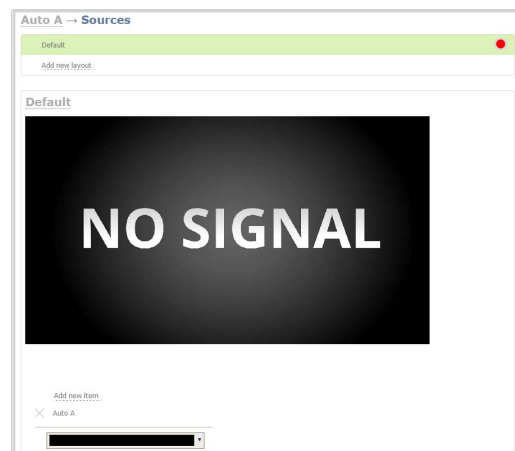 Auto A → Sources
Default
Add new layout
Default
NO SIGNAL
Add new item
Auto A